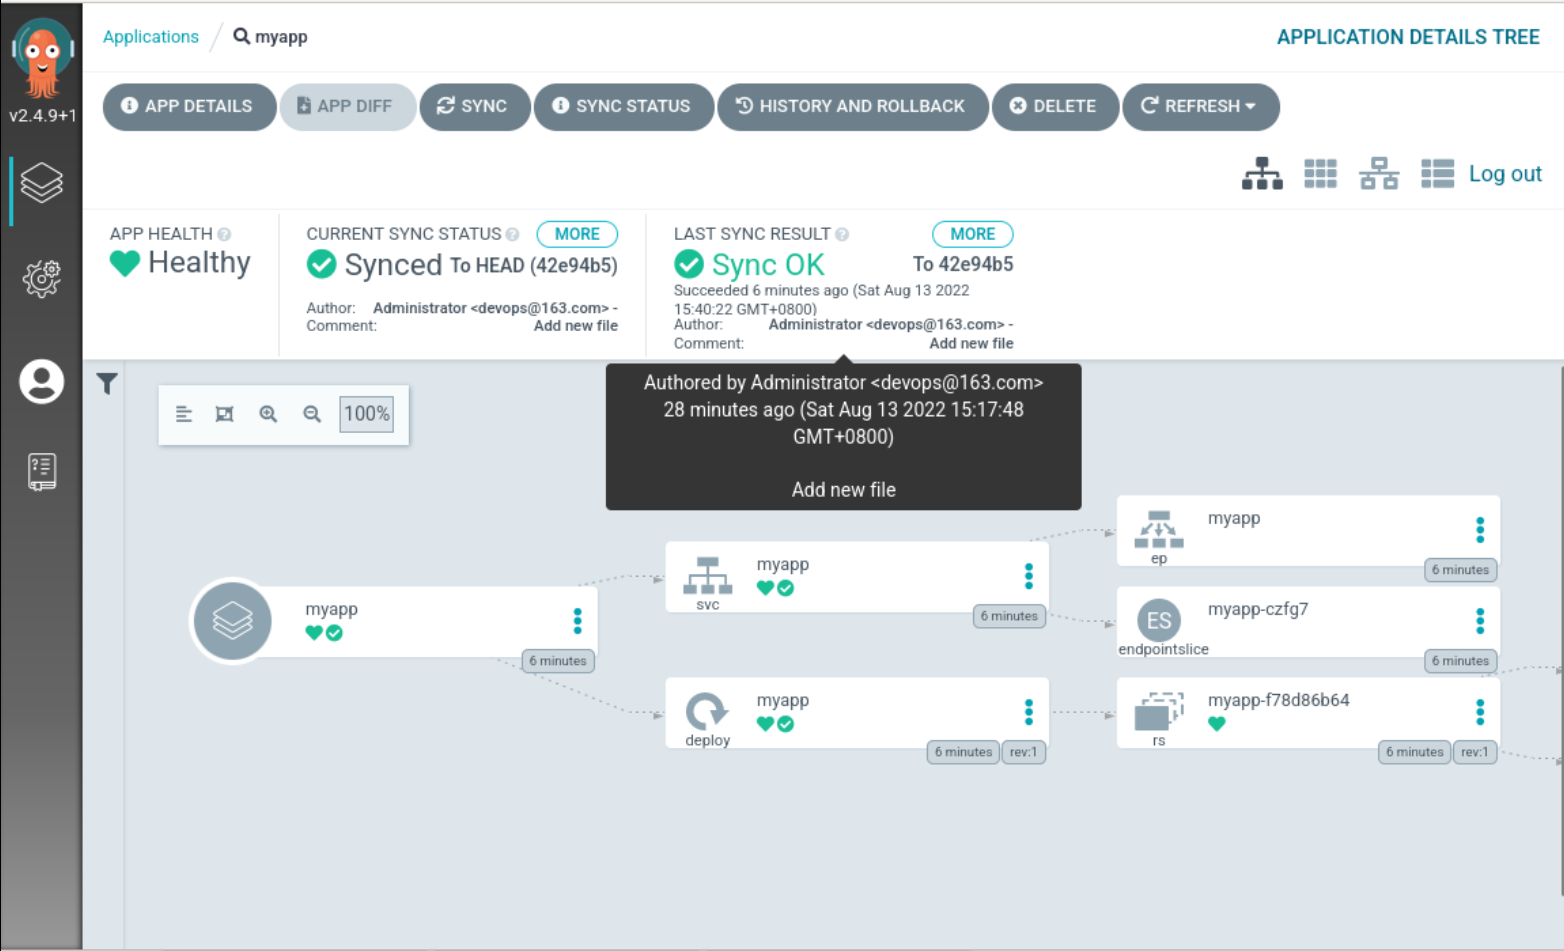 v2.4.9+1
Applications / myapp
APPLICATION DETAILS TREE
APP DETAILS
APP DIFF
SYNC
SYNC STATUS
HISTORY AND ROLLBACK
DELETE
REFRESH
Log out
APP HEALTH
Healthy
CURRENT SYNC STATUS
MORE
Synced To HEAD (42e94b5)
Author: Administrator <devops@163.com> -
Comment: Add new file
LAST SYNC RESULT
MORE
Sync OK To 42e94b5
Succeeded 6 minutes ago (Sat Aug 13 2022
15:40:22 GMT+0800)
Author: Administrator <devops@163.com> -
Comment: Add new file
Authored by Administrator <devops@163.com>
28 minutes ago (Sat Aug 13 2022 15:17:48
GMT+0800)
Add new file
100%
myapp
6 minutes
svc
myapp
6 minutes
deploy
myapp
6 minutes
rev:1
ep
myapp
6 minutes
ES
endpointslice
myapp-czfg7
6 minutes
rs
myapp-f78d86b64
6 minutes
rev:1